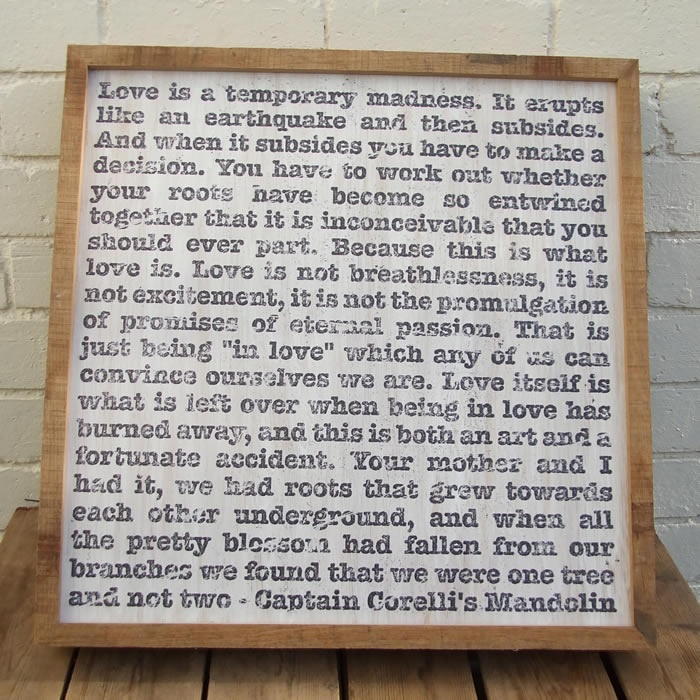 Love is a temporary madness. It erupts
like an earthquake and then subsides.
And when it subsides you have to make a
decision. You have to work out whether
your roots have become so entwined
together that it is inconceivable that you
should ever part. Because this is what
love is. Love is not breathlessness, it is
not excitement, it is not the promulgation
of promises of eternal passion. That is
just being "in love" which any of us can
convince ourselves we are. Love itself is
what is left over when being in love has
burned away, and this is both an art and a
fortunate accident. Your mother and I
had it, we had roots that grew towards
each other underground, and when all
the pretty blossom had fallen from our
branches we found that we were one tree
and not two - Captain Corelli's Mandolin